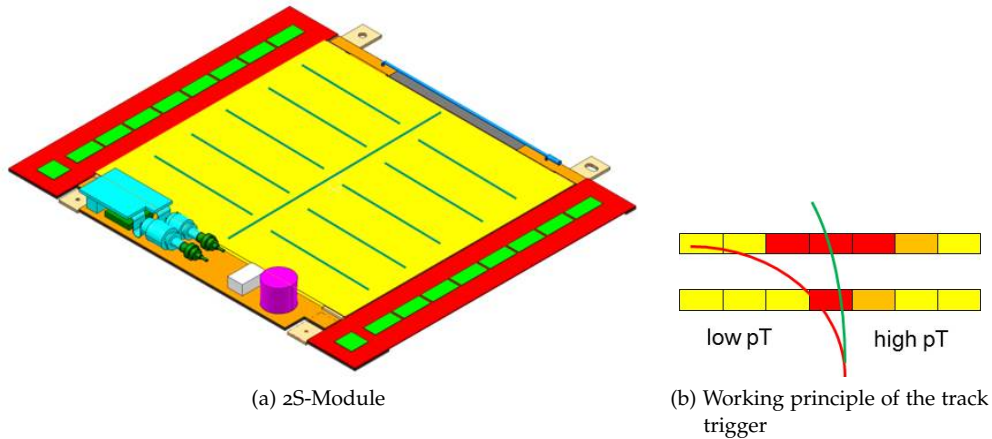 low pT
high pT
(a) 2S-Module
(b) Working principle of the track
trigger